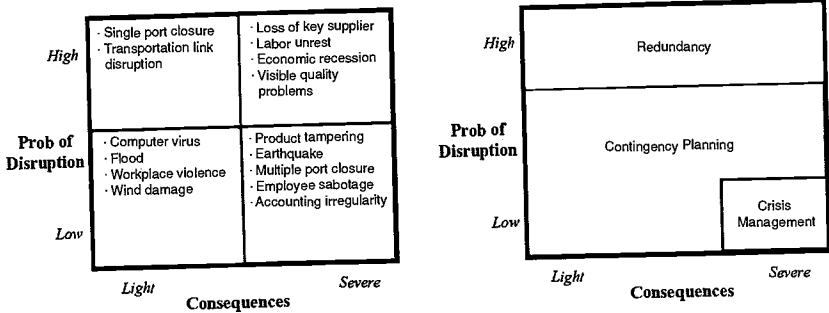 High
· Single port closure
· Transportation link
disruption
· Loss of key supplier
· Labor unrest
· Economic recession
· Visible quality
problems
Prob of
Disruption
· Computer virus
· Flood
· Workplace violence
· Wind damage
· Product tampering
· Earthquake
· Multiple port closure
· Employee sabotage
· Accounting irregularity
Low
Light
Severe
Consequences
High
Redundancy
Prob of
Disruption
Contingency Planning
Low
Crisis
Management
Light
Severe
Consequences